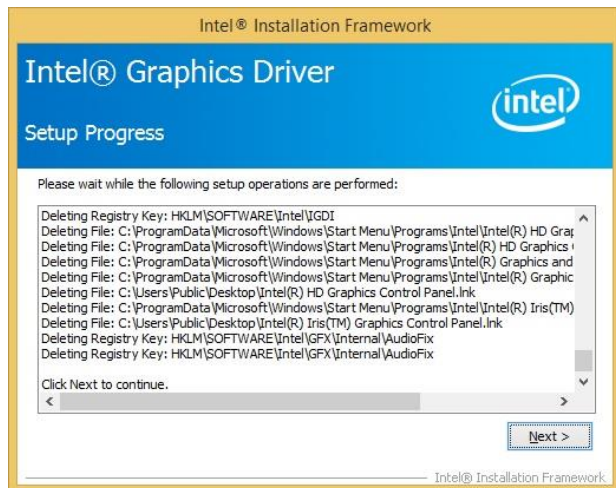 Intel® Installation Framework
Intel® Graphics Driver
intel
Setup Progress
Please wait while the following setup operations are performed:
Deleting Registry Key: HKLM\SOFTWARE\Intel\IGDI
Deleting File: C:\ProgramData\Microsoft\Windows\Start Menu\Programs\Intel\Intel(R) HD Grap
Deleting File: C:\ProgramData\Microsoft\Windows\Start Menu\Programs\Intel(R) HD Graphics
Deleting File: C:\ProgramData\Microsoft\Windows\Start Menu\Programs\Intel(R) Graphics and
Deleting File: C:\ProgramData\Microsoft\Windows\Start Menu\Programs\Intel\Intel(R) Graphic
Deleting File: C:\Users\Public\Desktop\Intel(R) HD Graphics Control Panel.lnk
Deleting File: C:\ProgramData\Microsoft\Windows\Start Menu\Programs\Intel\Intel(R) Iris(TM)
Deleting File: C:\Users\Public\Desktop\Intel(R) Iris(TM) Graphics Control Panel.lnk
Deleting Registry Key: HKLM\SOFTWARE\Intel\GFX\Internal\AudioFix
Deleting Registry Key: HKLM\SOFTWARE\Intel\GFX\Internal\AudioFix
Click Next to continue.
Next >
Intel® Installation Framework